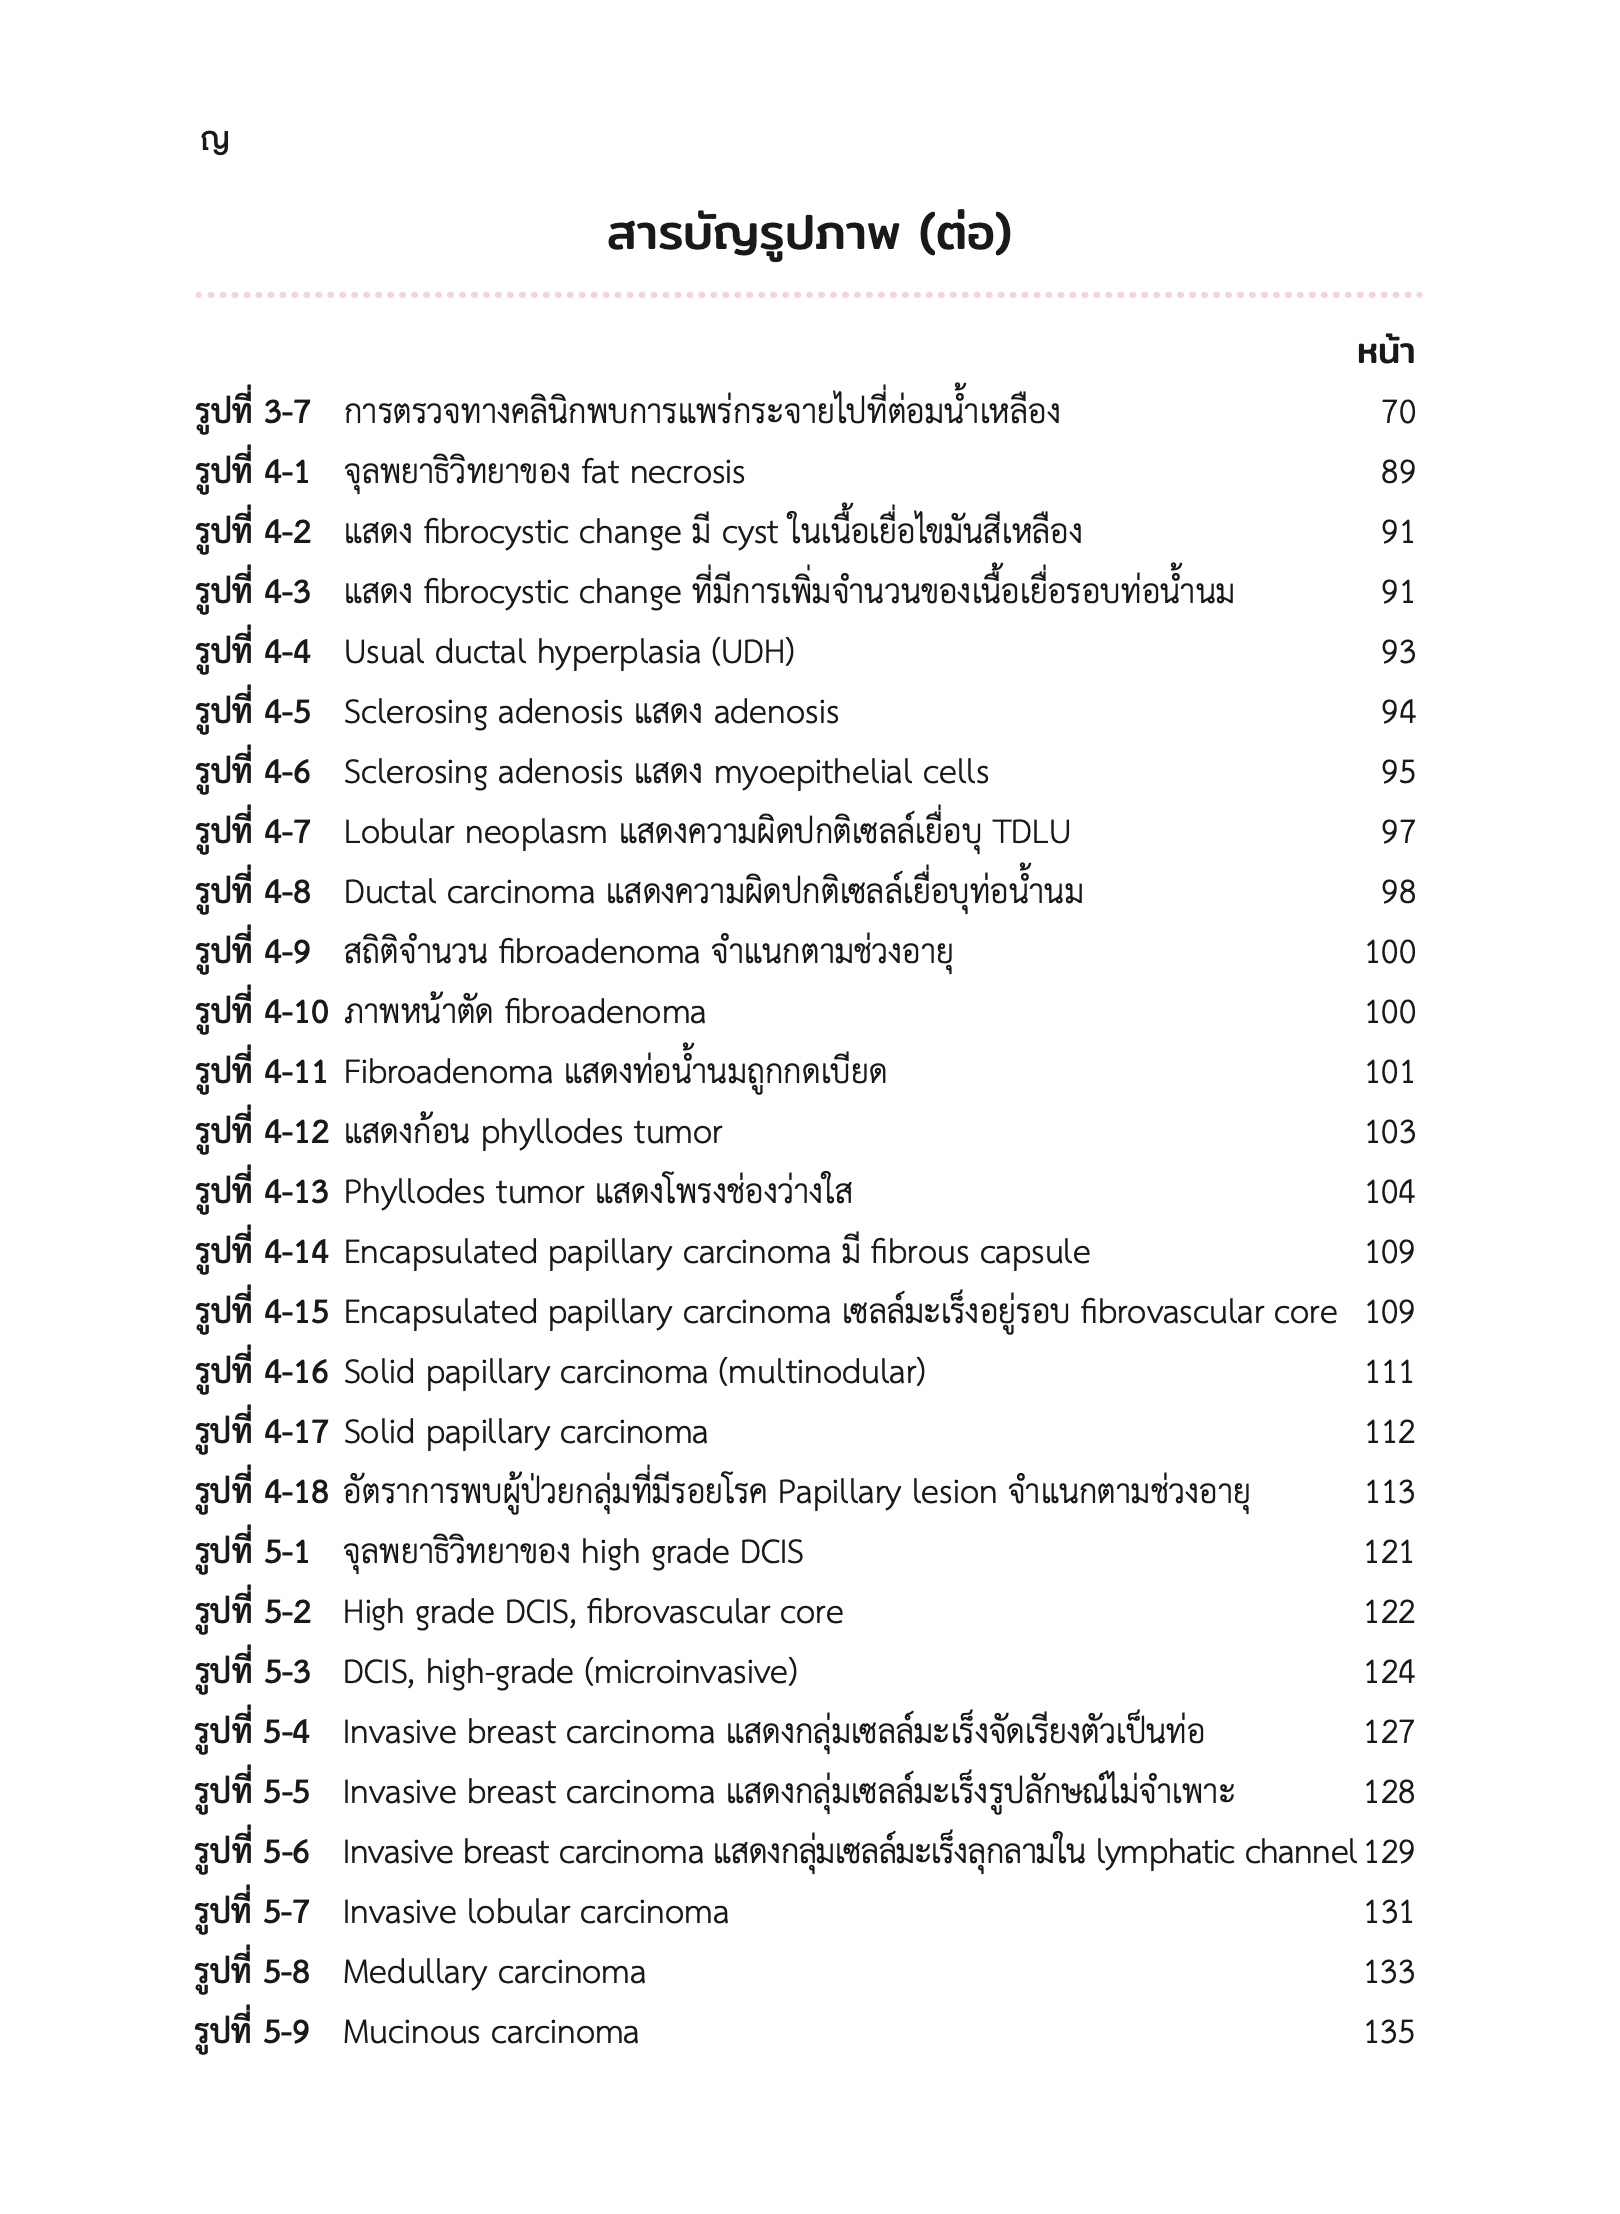 ญ
สารบัญรูปภาพ (ต่อ)
หน้า
รูปที่ 3-7 การตรวจทางคลินิกพบการแพร่กระจายไปที่ต่อมน้ำเหลือง 70
รูปที่ 4-1 จุลพยาธิวิทยาของ fat necrosis 89
รูปที่ 4-2 แสดง fibrocystic change มี cyst ในเนื้อเยื่อไขมันสีเหลือง 91
รูปที่ 4-3 แสดง fibrocystic change ที่มีการเพิ่มจำนวนของเนื้อเยื่อรอบท่อน้ำนม 91
รูปที่ 4-4 Usual ductal hyperplasia (UDH) 93
รูปที่ 4-5 Sclerosing adenosis แสดง adenosis 94
รูปที่ 4-6 Sclerosing adenosis แสดง myoepithelial cells 95
รูปที่ 4-7 Lobular neoplasm แสดงความผิดปกติเซลล์เยื่อบุ TDLU 97
รูปที่ 4-8 Ductal carcinoma แสดงความผิดปกติเซลล์เยื่อบุท่อน้ำนม 98
รูปที่ 4-9 สถิติจำนวน fibroadenoma จำแนกตามช่วงอายุ 100
รูปที่ 4-10 ภาพหน้าตัด fibroadenoma 100
รูปที่ 4-11 Fibroadenoma แสดงท่อน้ำนมถูกกดเบียด 101
รูปที่ 4-12 แสดงก้อน phyllodes tumor 103
รูปที่ 4-13 Phyllodes tumor แสดงโพรงช่องว่างใส 104
รูปที่ 4-14 Encapsulated papillary carcinoma มี fibrous capsule 109
รูปที่ 4-15 Encapsulated papillary carcinoma เซลล์มะเร็งอยู่รอบ fibrovascular core 109
รูปที่ 4-16 Solid papillary carcinoma (multinodular) 111
รูปที่ 4-17 Solid papillary carcinoma 112
รูปที่ 4-18 อัตราการพบผู้ป่วยกลุ่มที่มีรอยโรค Papillary lesion จำแนกตามช่วงอายุ 113
รูปที่ 5-1 จุลพยาธิวิทยาของ high grade DCIS 121
รูปที่ 5-2 High grade DCIS, fibrovascular core 122
รูปที่ 5-3 DCIS, high-grade (microinvasive) 124
รูปที่ 5-4 Invasive breast carcinoma แสดงกลุ่มเซลล์มะเร็งจัดเรียงตัวเป็นท่อ 127
รูปที่ 5-5 Invasive breast carcinoma แสดงกลุ่มเซลล์มะเร็งรูปลักษณ์ไม่จำเพาะ 128
รูปที่ 5-6 Invasive breast carcinoma แสดงกลุ่มเซลล์มะเร็งลุกลามใน lymphatic channel 129
รูปที่ 5-7 Invasive lobular carcinoma 131
รูปที่ 5-8 Medullary carcinoma 133
รูปที่ 5-9 Mucinous carcinoma 135